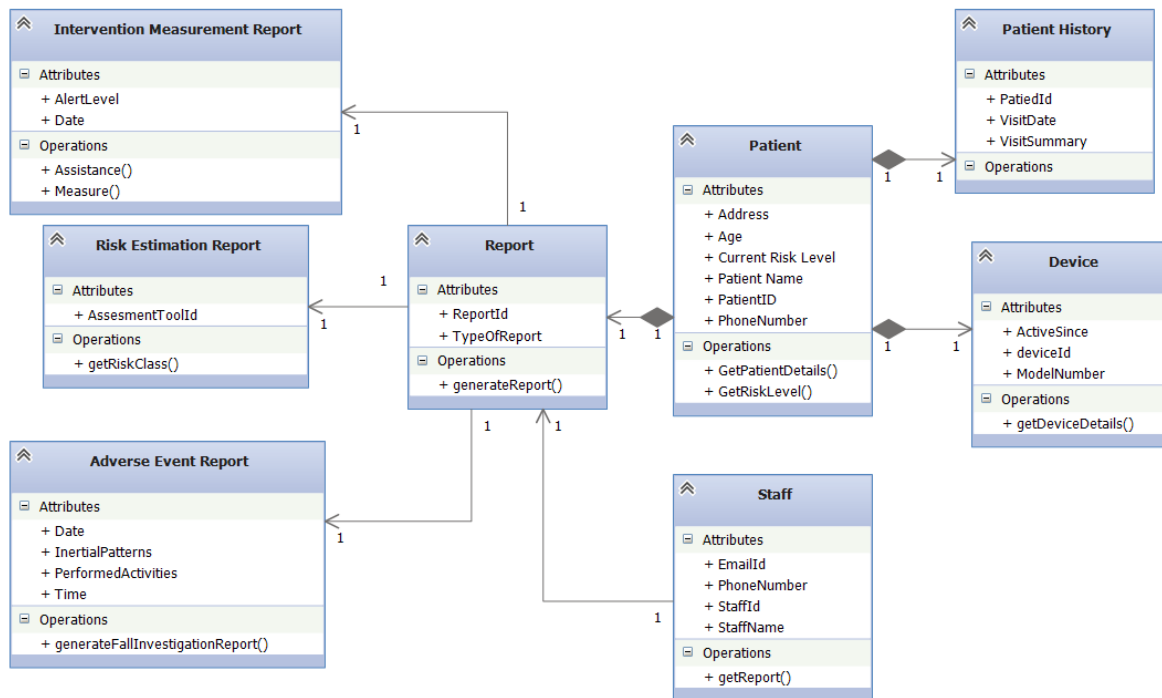 Intervention Measurement Report
Attributes
+ AlertLevel
+ Date
Operations
+ Assistance()
+ Measure()
1
1
Risk Estimation Report
Attributes
+ AssesmentToolId
Operations
+ getRiskClass()
1
1
Adverse Event Report
Attributes
+ Date
+ InertialPatterns
+ PerformedActivities
+ Time
Operations
+ generateFallInvestigationReport()
1
1
Report
Attributes
+ ReportId
+ TypeOfReport
Operations
+ generateReport()
1
1
1
1
Patient
Attributes
+ Address
+ Age
+ Current Risk Level
+ Patient Name
+ PatientID
+ PhoneNumber
Operations
+ GetPatientDetails()
+ GetRiskLevel()
1
1
1
1
Patient History
Attributes
+ PatiedId
+ VisitDate
+ VisitSummary
Operations
Device
Attributes
+ ActiveSince
+ deviceId
+ ModelNumber
Operations
+ getDeviceDetails()
Staff
Attributes
+ EmailId
+ PhoneNumber
+ StaffId
+ StaffName
Operations
+ getReport()